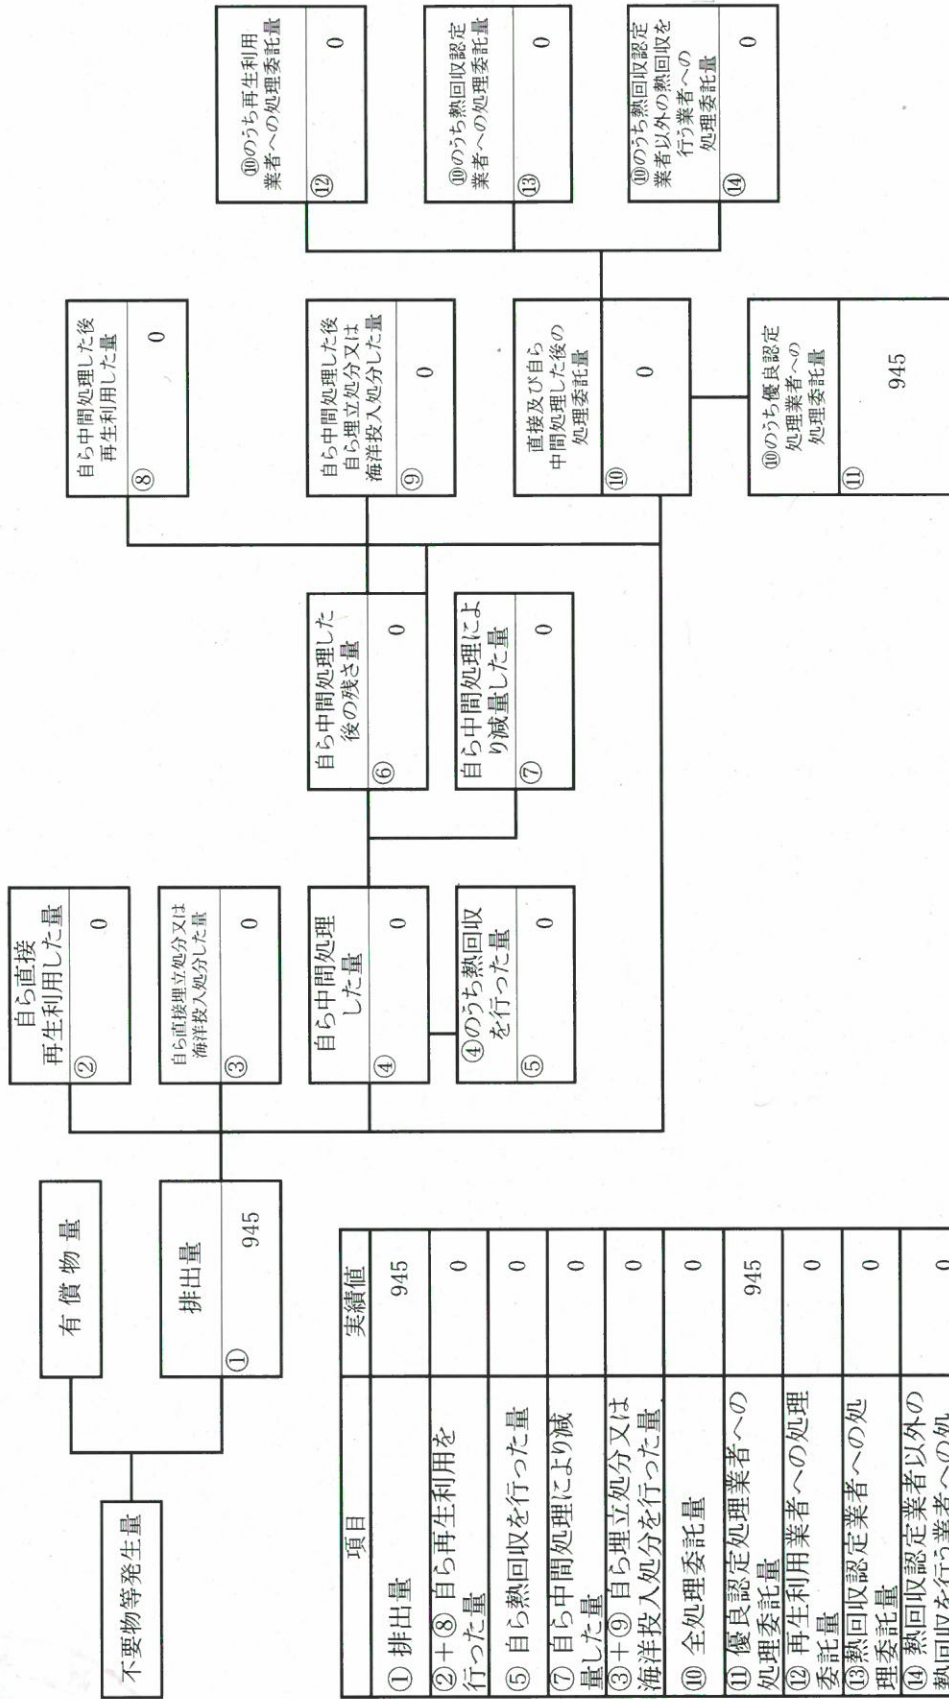 不要物等発生量
有償物量
排出量
① 945
自ら直接
再生利用した量
② 0
自ら直接埋立処分又は
海洋投入処分した量
③ 0
自ら中間処理
した量
④ 0
④のうち熱回収
を行った量
⑤ 0
自ら中間処理した
後の残さ量
⑥ 0
自ら中間処理によ
り減量した量
⑦ 0
自ら中間処理した後
再生利用した量
⑧ 0
自ら中間処理した後
自ら埋立処分又は
海洋投入処分した量
⑨ 0
直接及び自ら
中間処理した後の
処理委託量
⑩ 0
⑩のうち優良認定
処理業者への
処理委託量
⑪ 945
⑩のうち再生利用
業者への処理委託量
⑫ 0
⑩のうち熱回収認定
業者への処理委託量
⑬ 0
⑩のうち熱回収認定
業者以外の熱回収を
行う業者への
処理委託量
⑭ 0
項目 実績値
① 排出量 945
②+⑧ 自ら再生利用を
行った量 0
⑤ 自ら熱回収を行った量 0
⑦ 自ら中間処理により減
量した量 0
③+⑨ 自ら埋立処分又は
海洋投入処分を行った量 0
⑩ 全処理委託量 0
⑪ 優良認定処理業者への
処理委託量 945
⑫ 再生利用業者への処理
委託量 0
⑬熱回収認定業者への処
理委託量 0
⑭ 熱回収認定業者以外の
熱回収を行う業者への処 0